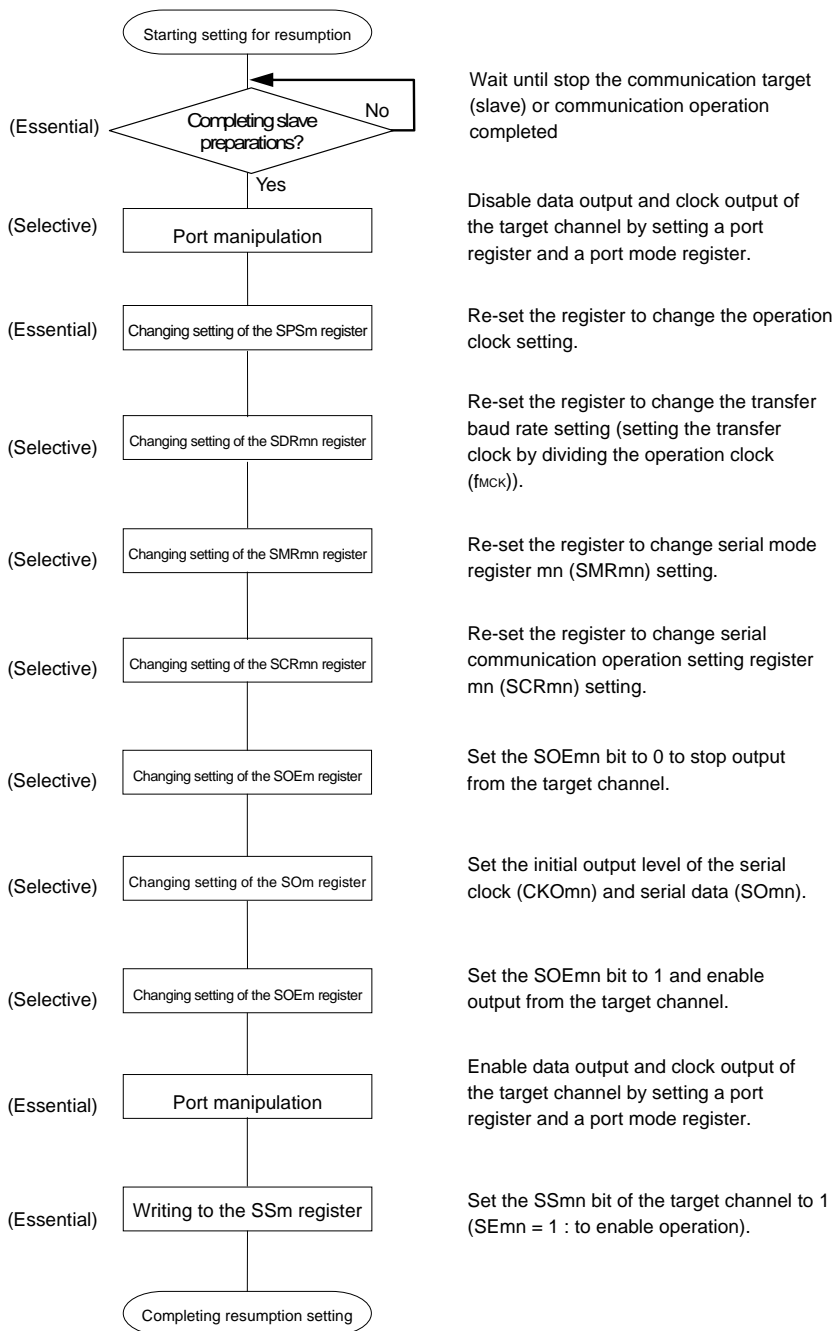 Starting setting for resumption
(Essential)
Completing slave
preparations?
No
Yes
Wait until stop the communication target
(slave) or communication operation
completed
(Selective)
Port manipulation
Disable data output and clock output of
the target channel by setting a port
register and a port mode register.
(Essential)
Changing setting of the SPSm register
Re-set the register to change the operation
clock setting.
(Selective)
Changing setting of the SDRmn register
Re-set the register to change the transfer
baud rate setting (setting the transfer
clock by dividing the operation clock
(fMCK)).
(Selective)
Changing setting of the SMRmn register
Re-set the register to change serial mode
register mn (SMRmn) setting.
(Selective)
Changing setting of the SCRmn register
Re-set the register to change serial
communication operation setting register
mn (SCRmn) setting.
(Selective)
Changing setting of the SOEm register
Set the SOEmn bit to 0 to stop output
from the target channel.
(Selective)
Changing setting of the SOm register
Set the initial output level of the serial
clock (CKOmn) and serial data (SOmn).
(Selective)
Changing setting of the SOEm register
Set the SOEmn bit to 1 and enable
output from the target channel.
(Essential)
Port manipulation
Enable data output and clock output of
the target channel by setting a port
register and a port mode register.
(Essential)
Writing to the SSm register
Set the SSmn bit of the target channel to 1
(SEmn = 1 : to enable operation).
Completing resumption setting